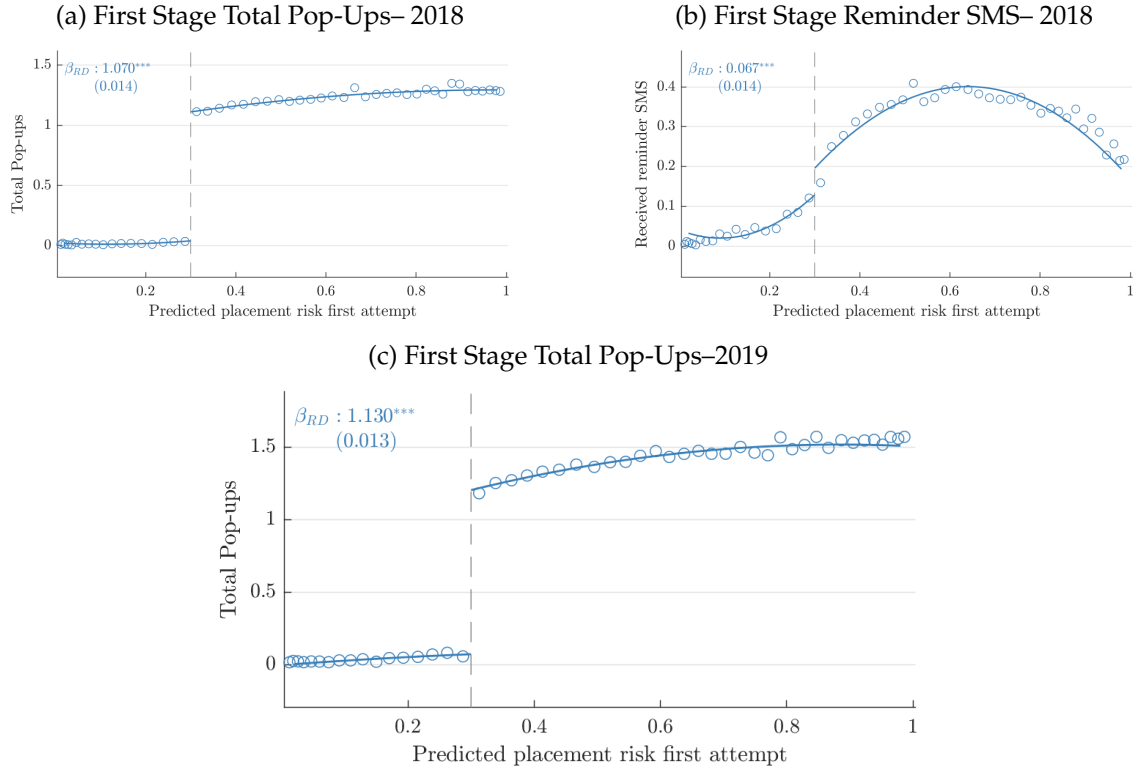 (a) First Stage Total Pop-Ups– 2018
β_RD : 1.070***
(0.014)
1.5
1
0.5
0
Total Pop-ups
0.2
0.4
0.6
0.8
1
Predicted placement risk first attempt
(b) First Stage Reminder SMS– 2018
β_RD : 0.067***
(0.014)
0.4
0.3
0.2
0.1
0
Received reminder SMS
0.2
0.4
0.6
0.8
1
Predicted placement risk first attempt
(c) First Stage Total Pop-Ups–2019
β_RD : 1.130***
(0.013)
1.5
1
0.5
0
Total Pop-ups
0.2
0.4
0.6
0.8
1
Predicted placement risk first attempt